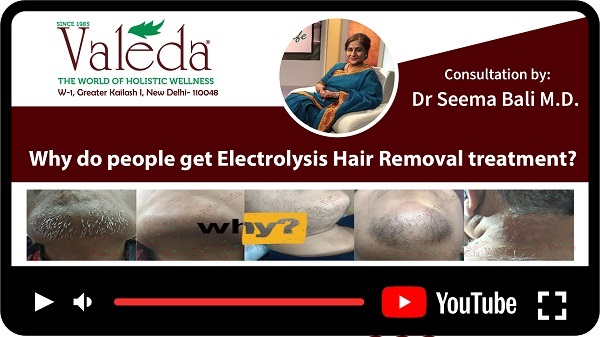 SINCE 1985
Valeda®
THE WORLD OF HOLISTIC WELLNESS
W-1, Greater Kailash I, New Delhi- 110048
Consultation by:
Dr Seema Bali M.D.
Why do people get Electrolysis Hair Removal treatment?
why?
YouTube